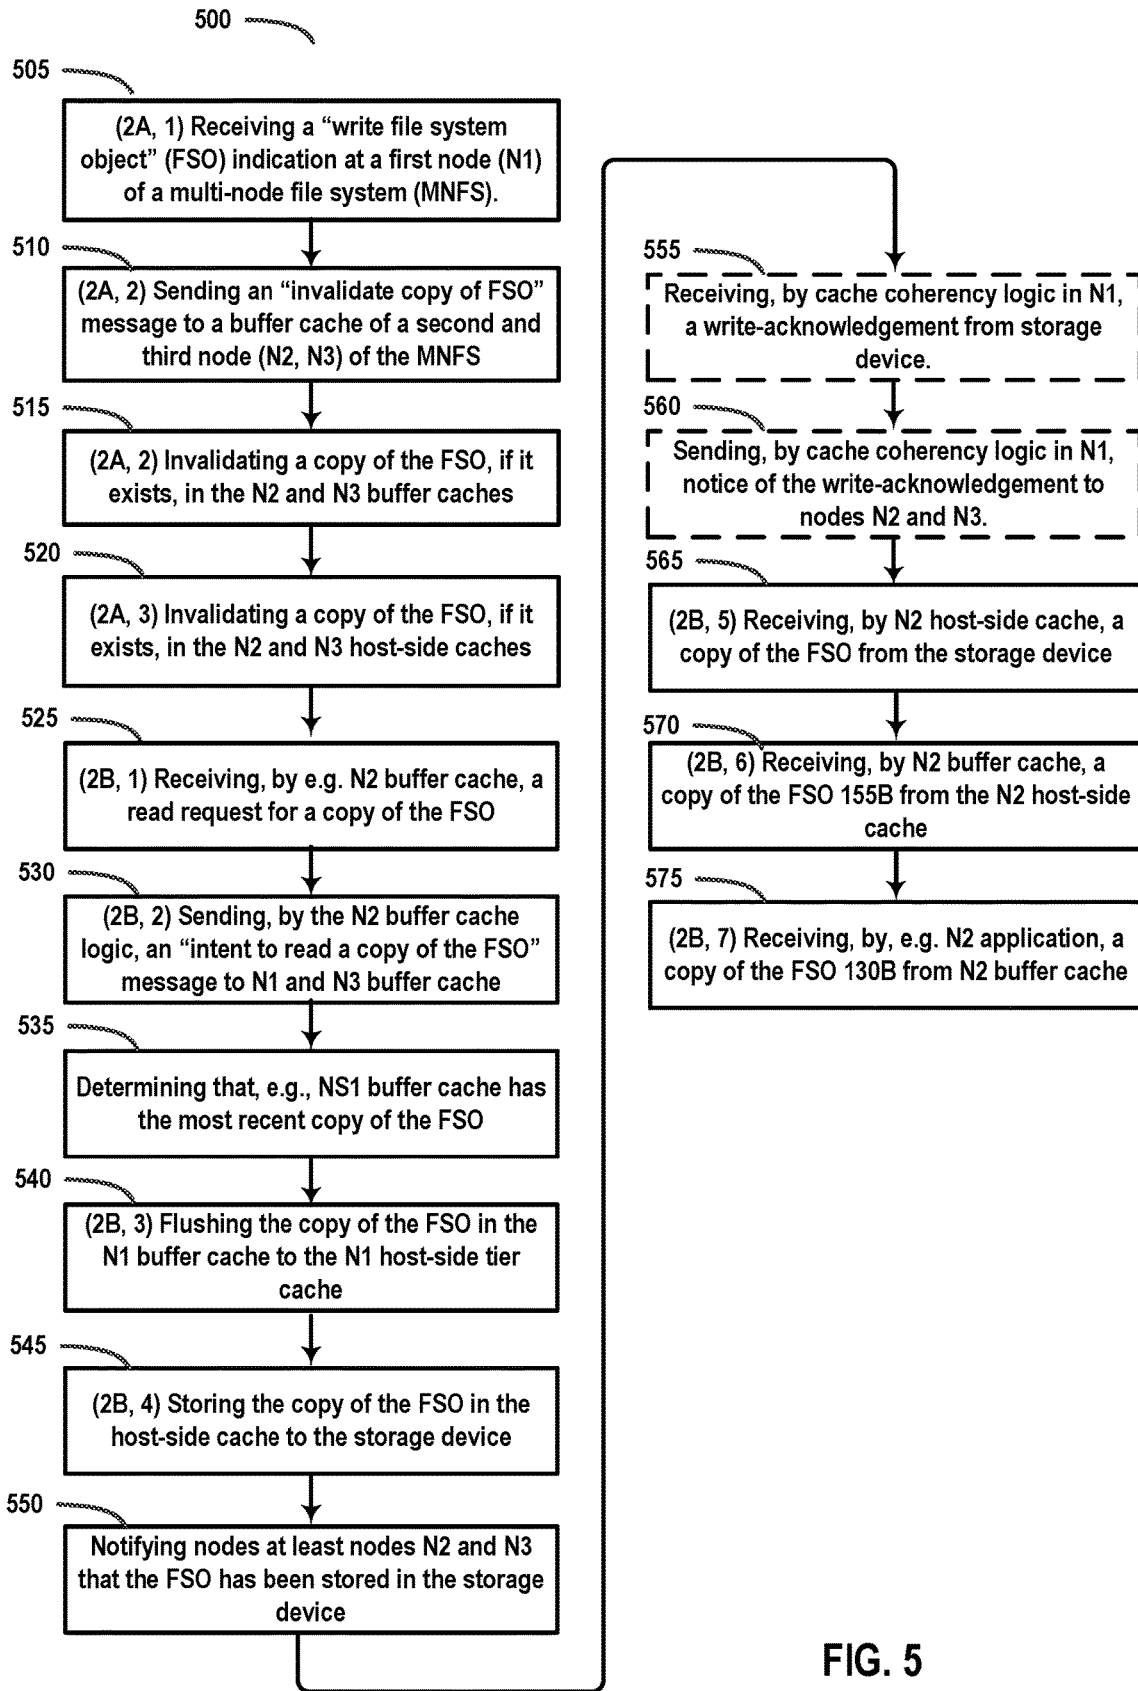 500
505
(2A, 1) Receiving a “write file system
object” (FSO) indication at a first node (N1)
of a multi-node file system (MNFS).
510
(2A, 2) Sending an “invalidate copy of FSO”
message to a buffer cache of a second and
third node (N2, N3) of the MNFS
515
(2A, 2) Invalidating a copy of the FSO, if it
exists, in the N2 and N3 buffer caches
520
(2A, 3) Invalidating a copy of the FSO, if it
exists, in the N2 and N3 host-side caches
525
(2B, 1) Receiving, by e.g. N2 buffer cache, a
read request for a copy of the FSO
530
(2B, 2) Sending, by the N2 buffer cache
logic, an “intent to read a copy of the FSO”
message to N1 and N3 buffer cache
535
Determining that, e.g., NS1 buffer cache has
the most recent copy of the FSO
540
(2B, 3) Flushing the copy of the FSO in the
N1 buffer cache to the N1 host-side tier
cache
545
(2B, 4) Storing the copy of the FSO in the
host-side cache to the storage device
550
Notifying nodes at least nodes N2 and N3
that the FSO has been stored in the storage
device
555
Receiving, by cache coherency logic in N1,
a write-acknowledgement from storage
device.
560
Sending, by cache coherency logic in N1,
notice of the write-acknowledgement to
nodes N2 and N3.
565
(2B, 5) Receiving, by N2 host-side cache, a
copy of the FSO from the storage device
570
(2B, 6) Receiving, by N2 buffer cache, a
copy of the FSO 155B from the N2 host-side
cache
575
(2B, 7) Receiving, by, e.g. N2 application, a
copy of the FSO 130B from N2 buffer cache
FIG. 5